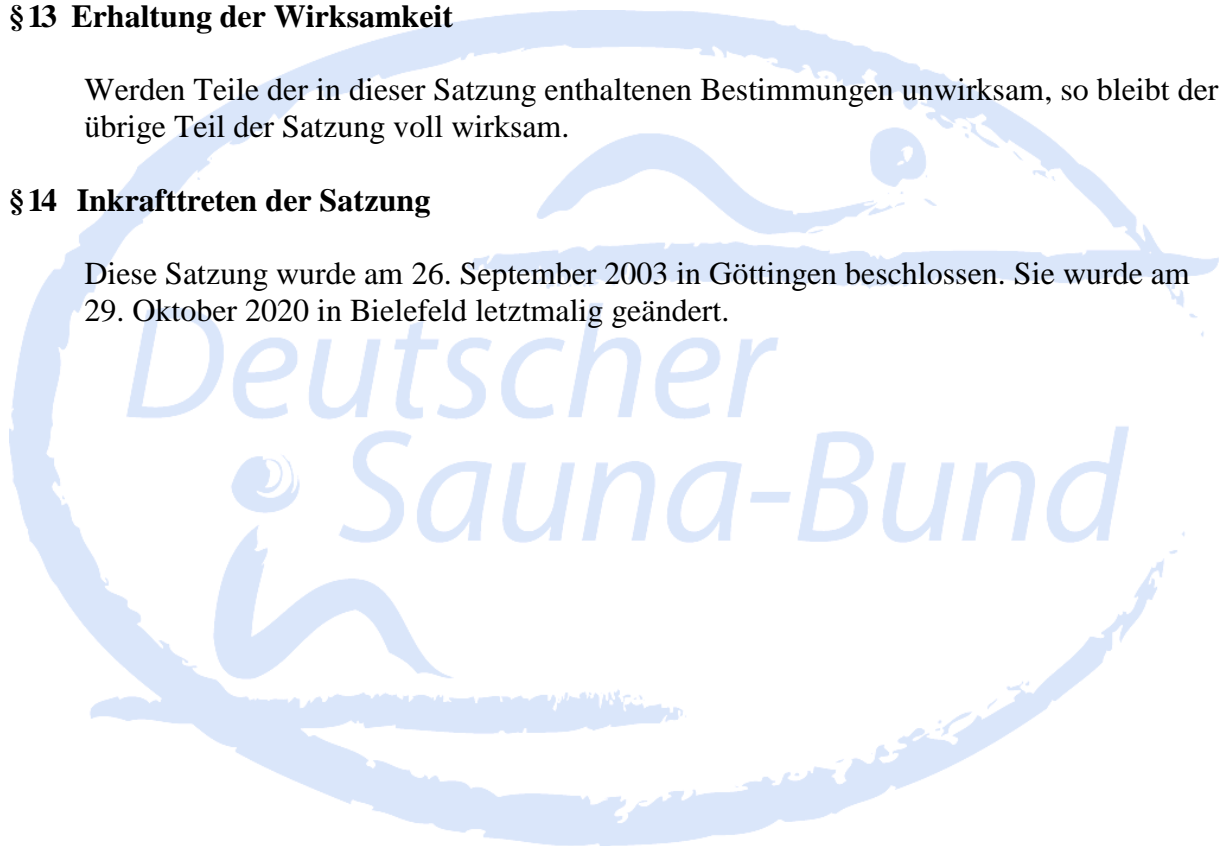 § 13 Erhaltung der Wirksamkeit
Werden Teile der in dieser Satzung enthaltenen Bestimmungen unwirksam, so bleibt der
übrige Teil der Satzung voll wirksam.
§ 14 Inkrafttreten der Satzung
Diese Satzung wurde am 26. September 2003 in Göttingen beschlossen. Sie wurde am
29. Oktober 2020 in Bielefeld letztmalig geändert.
Deutscher
Sauna-Bund